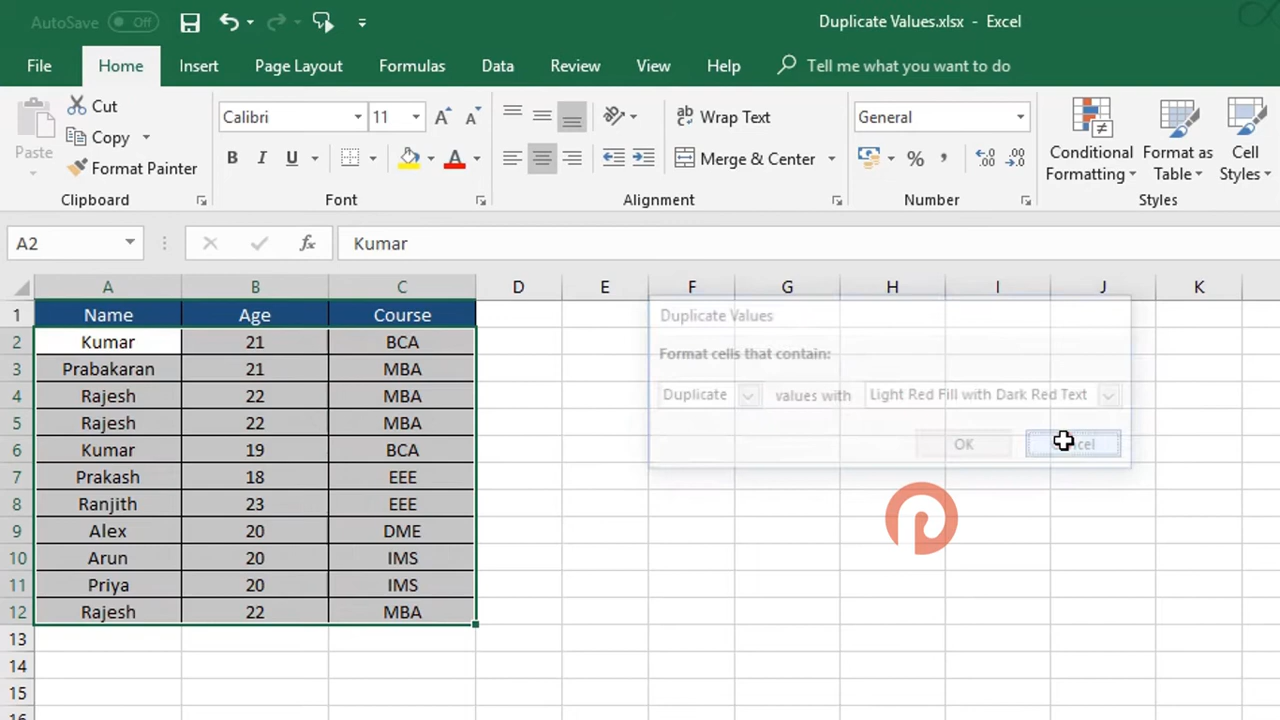 AutoSave Off
Duplicate Values.xlsx - Excel
File Home Insert Page Layout Formulas Data Review View Help Tell me what you want to do
Paste
Cut
Copy
Format Painter
Clipboard
Calibri 11
B I U A
Font
ab
Wrap Text
Merge & Center
Alignment
General
% ,
.00 .0
Number
Conditional Formatting
Format as Table
Cell Styles
Styles
A2 fx Kumar
A B C D E F G H I J K
1 Name Age Course
2 Kumar 21 BCA
3 Prabakaran 21 MBA
4 Rajesh 22 MBA
5 Rajesh 22 MBA
6 Kumar 19 BCA
7 Prakash 18 EEE
8 Ranjith 23 EEE
9 Alex 20 DME
10 Arun 20 IMS
11 Priya 20 IMS
12 Rajesh 22 MBA
13
14
15
16
Duplicate Values
Format cells that contain:
Duplicate values with Light Red Fill with Dark Red Text
OK